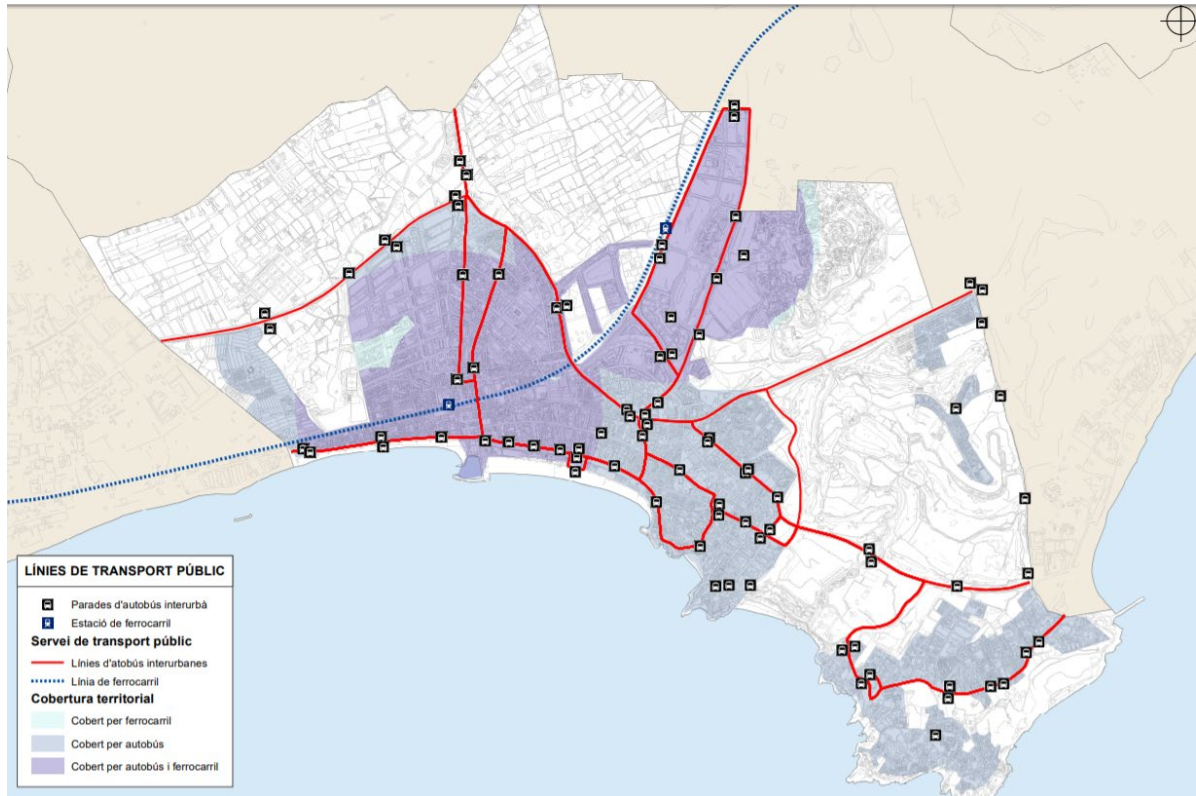 LÍNIES DE TRANSPORT PÚBLIC
Parades d'autobús interurbà
Estació de ferrocarril
Servei de transport públic
Línies d'atobús interurbanes
Línia de ferrocarril
Cobertura territorial
Cobert per ferrocarril
Cobert per autobús
Cobert per autobús i ferrocarril